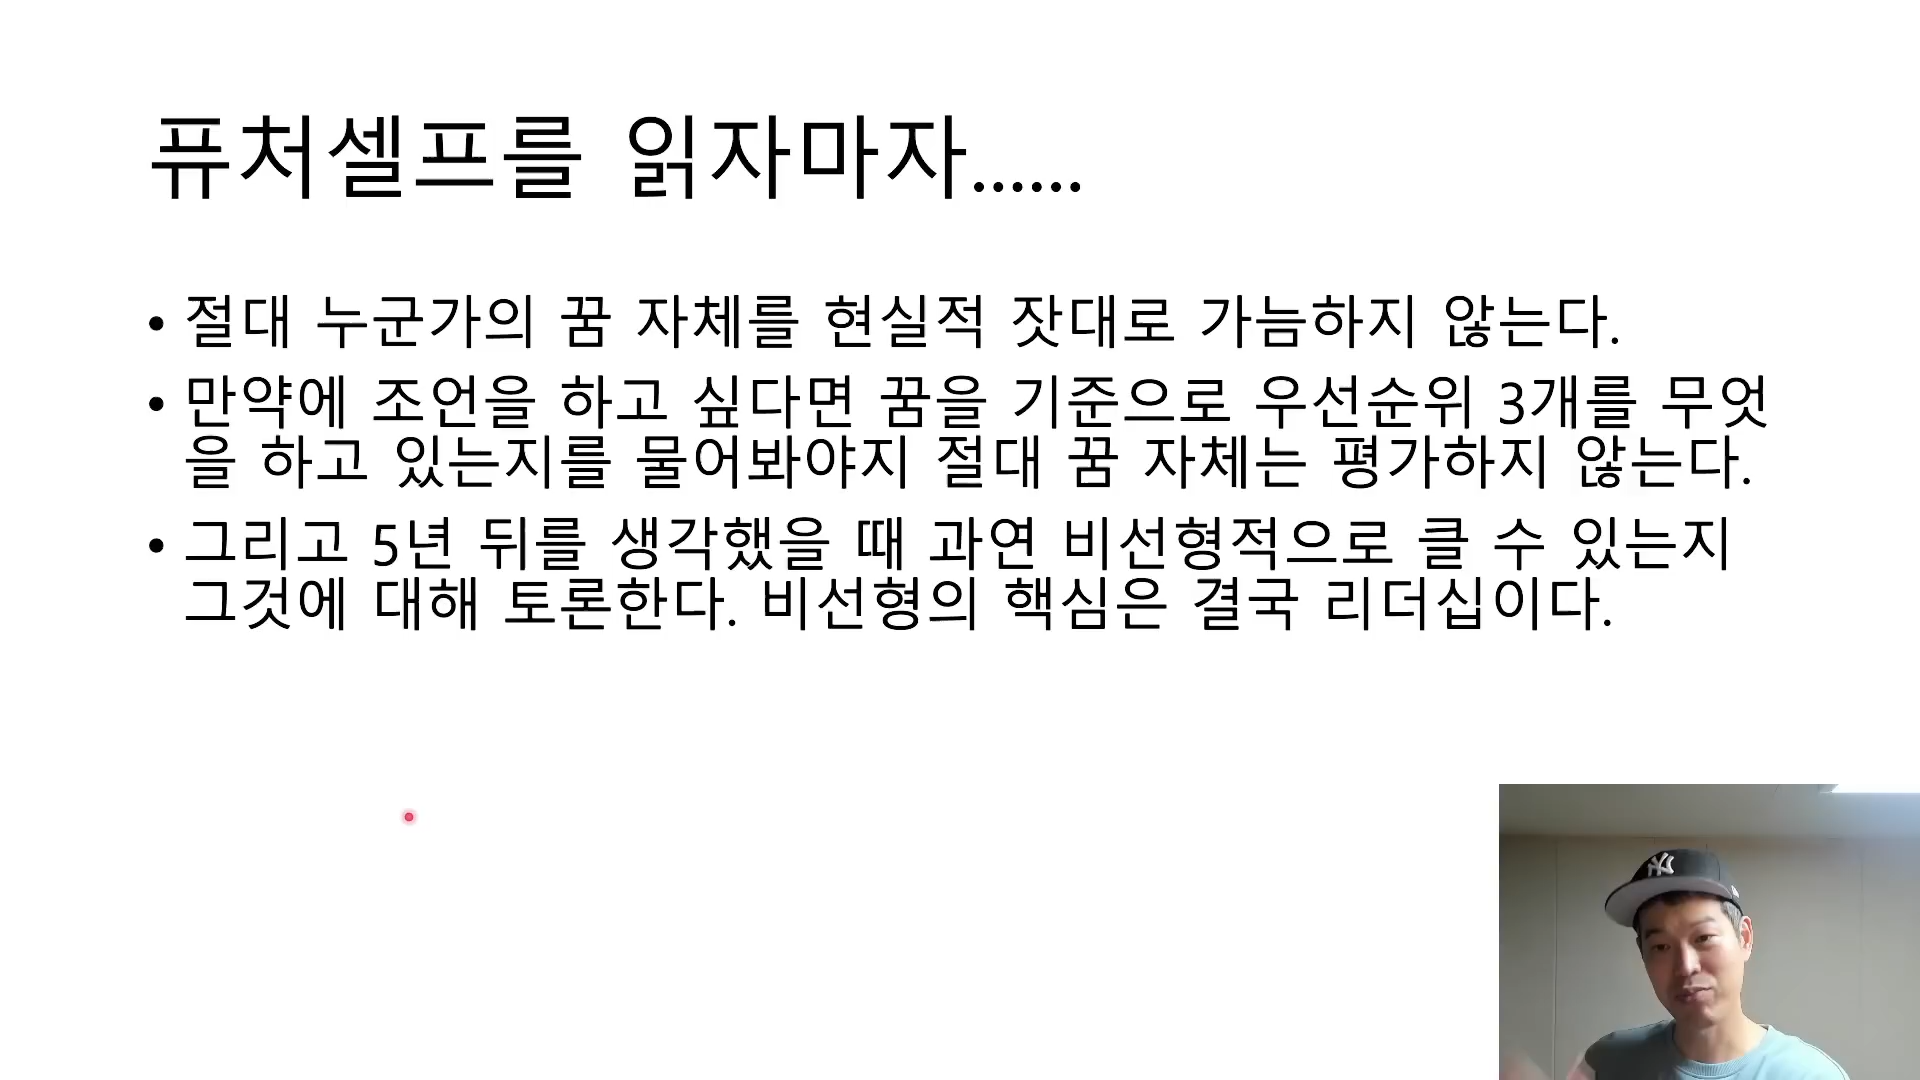 퓨처셀프를 읽자마자......
• 절대 누군가의 꿈 자체를 현실적 잣대로 가늠하지 않는다.
• 만약에 조언을 하고 싶다면 꿈을 기준으로 우선순위 3개를 무엇
을 하고 있는지를 물어봐야지 절대 꿈 자체는 평가하지 않는다.
• 그리고 5년 뒤를 생각했을 때 과연 비선형적으로 클 수 있는지
그것에 대해 토론한다. 비선형의 핵심은 결국 리더십이다.
NY